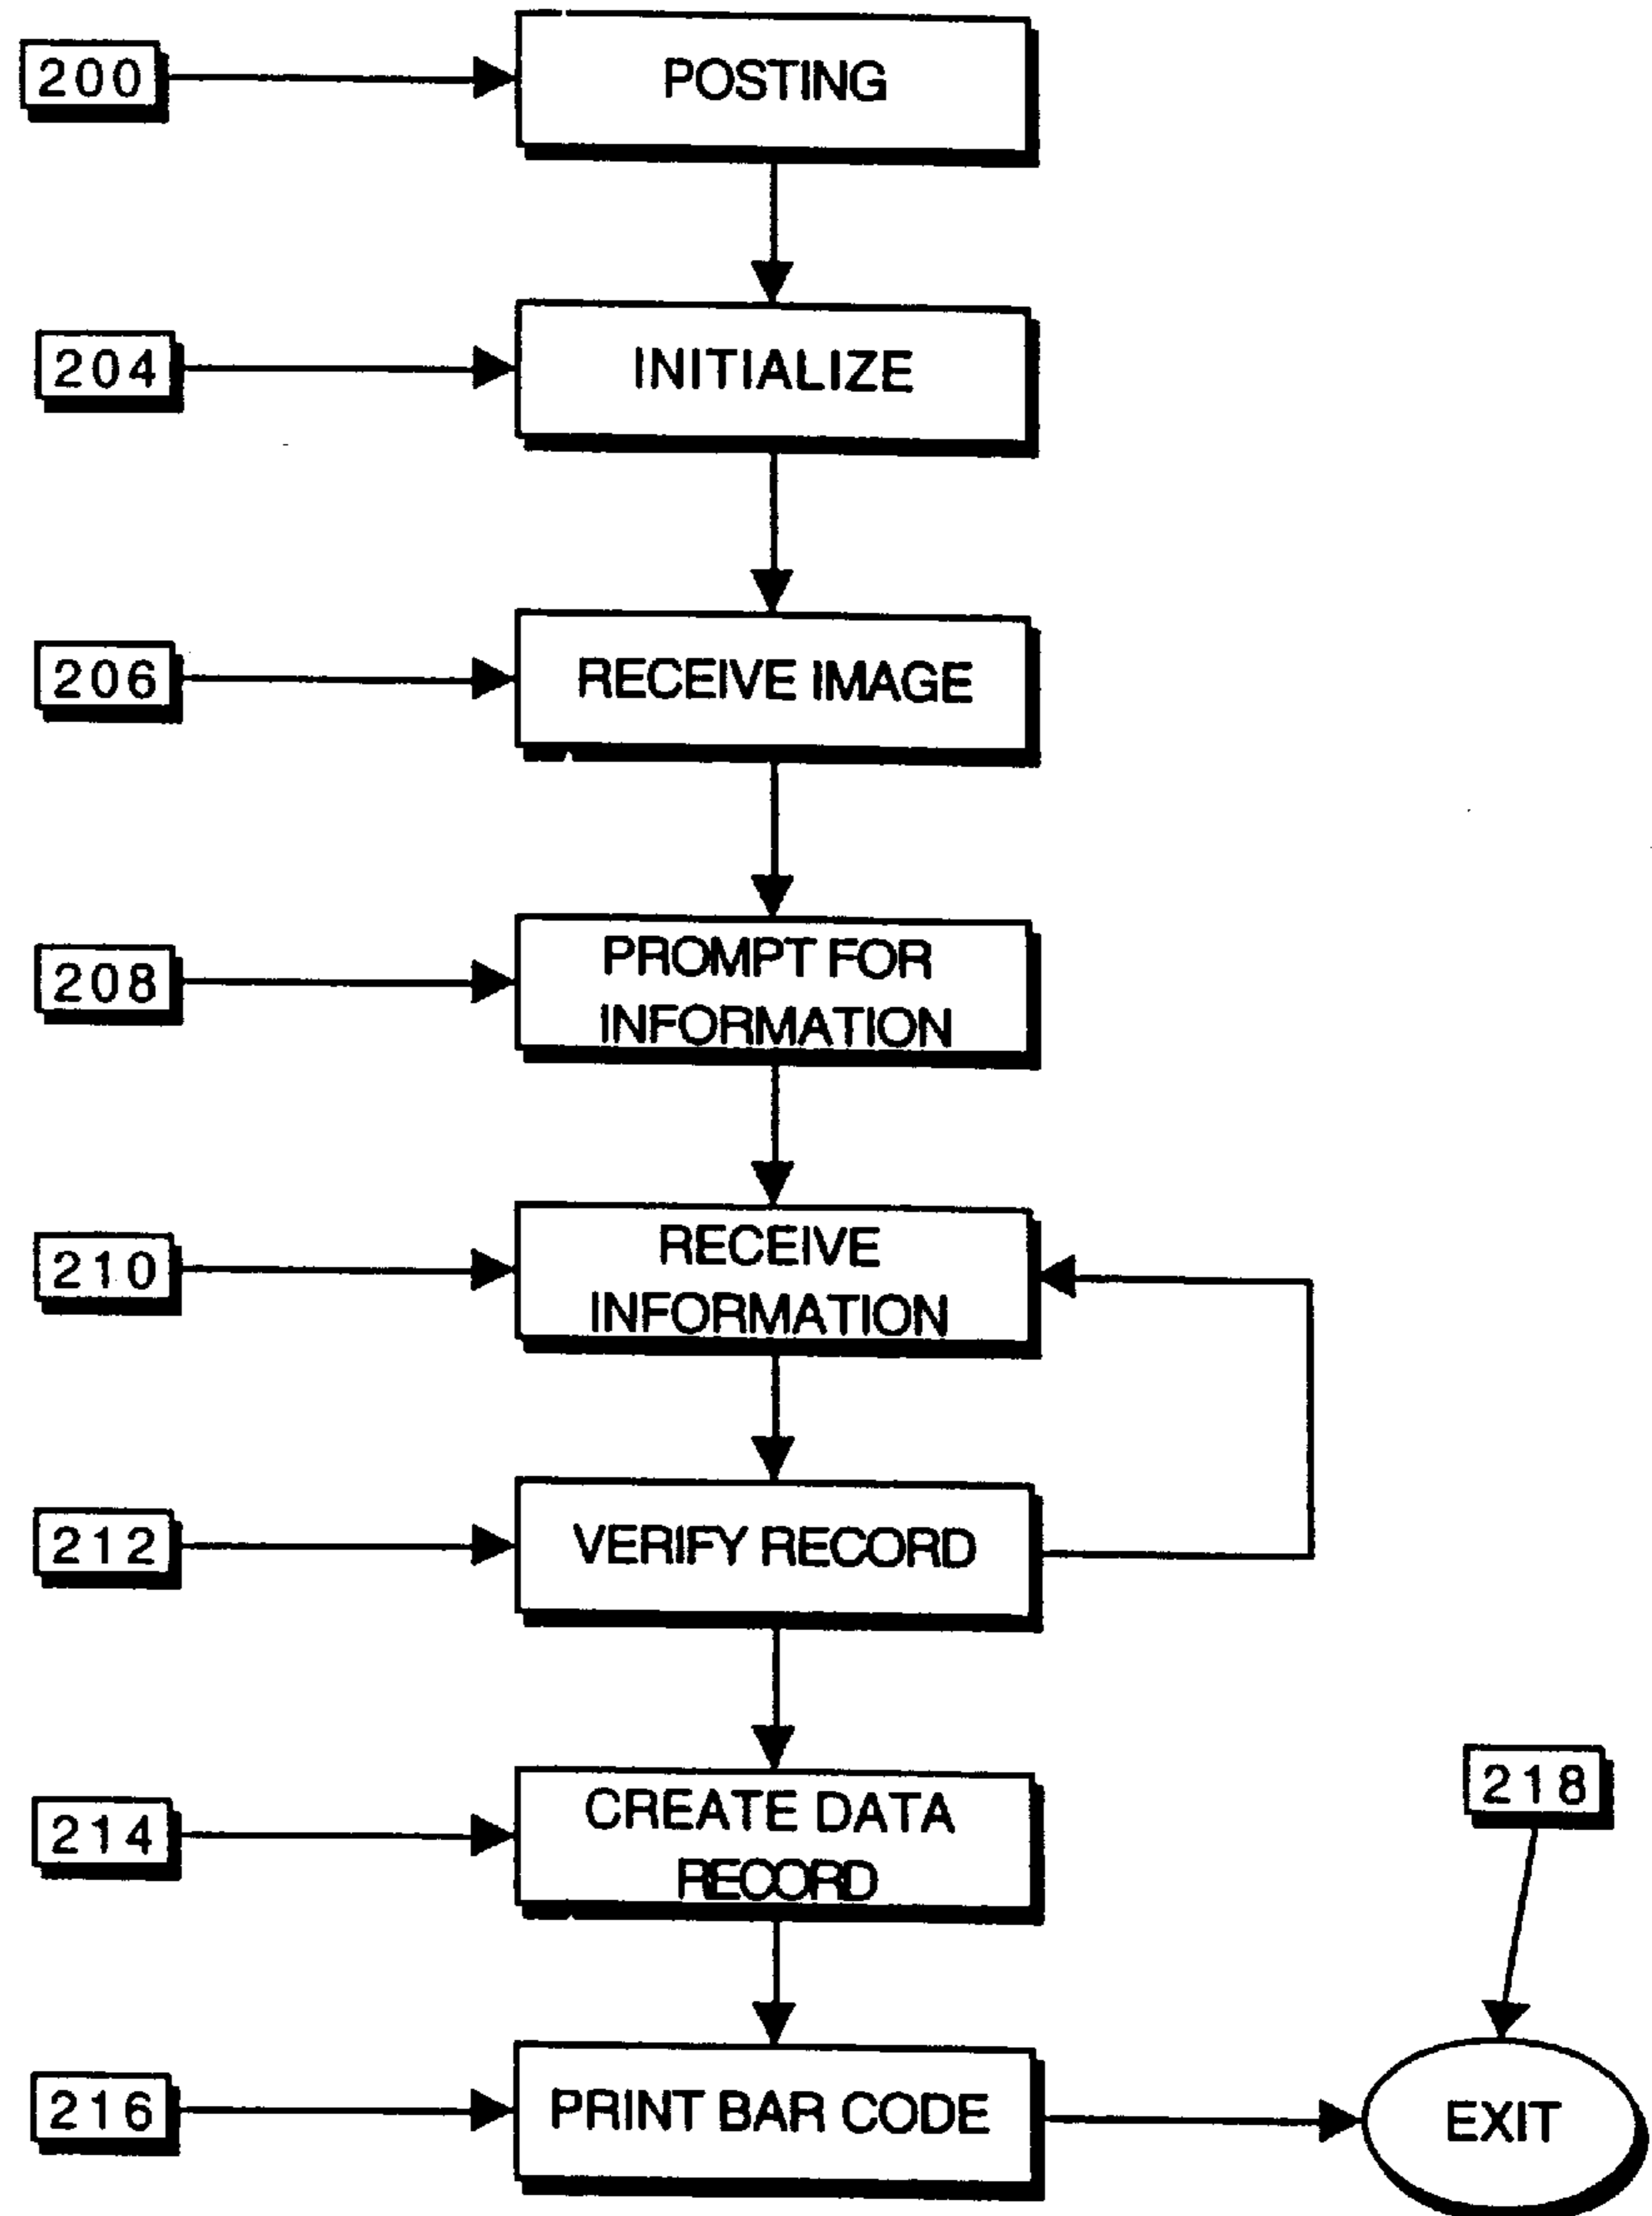 200
POSTING
204
INITIALIZE
206
RECEIVE IMAGE
208
PROMPT FOR
INFORMATION
210
RECEIVE
INFORMATION
212
VERIFY RECORD
214
CREATE DATA
RECORD
218
216
PRINT BAR CODE
EXIT